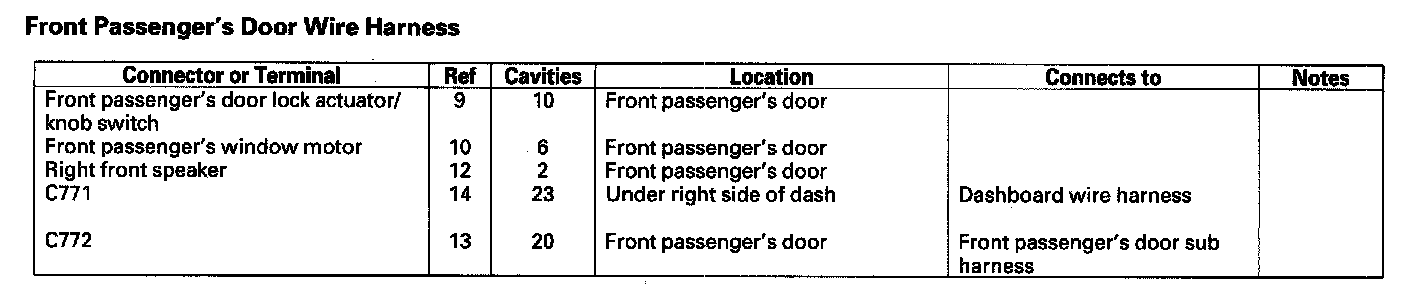 Front Passenger's Door Wire Harness
Connector or Terminal Ref Cavities Location Connects to Notes
Front passenger's door lock actuator/ 9 10 Front passenger's door
knob switch
Front passenger's window motor 10 6 Front passenger's door
Right front speaker 12 2 Front passenger's door
C771 14 23 Under right side of dash Dashboard wire harness
C772 13 20 Front passenger's door Front passenger's door sub
harness